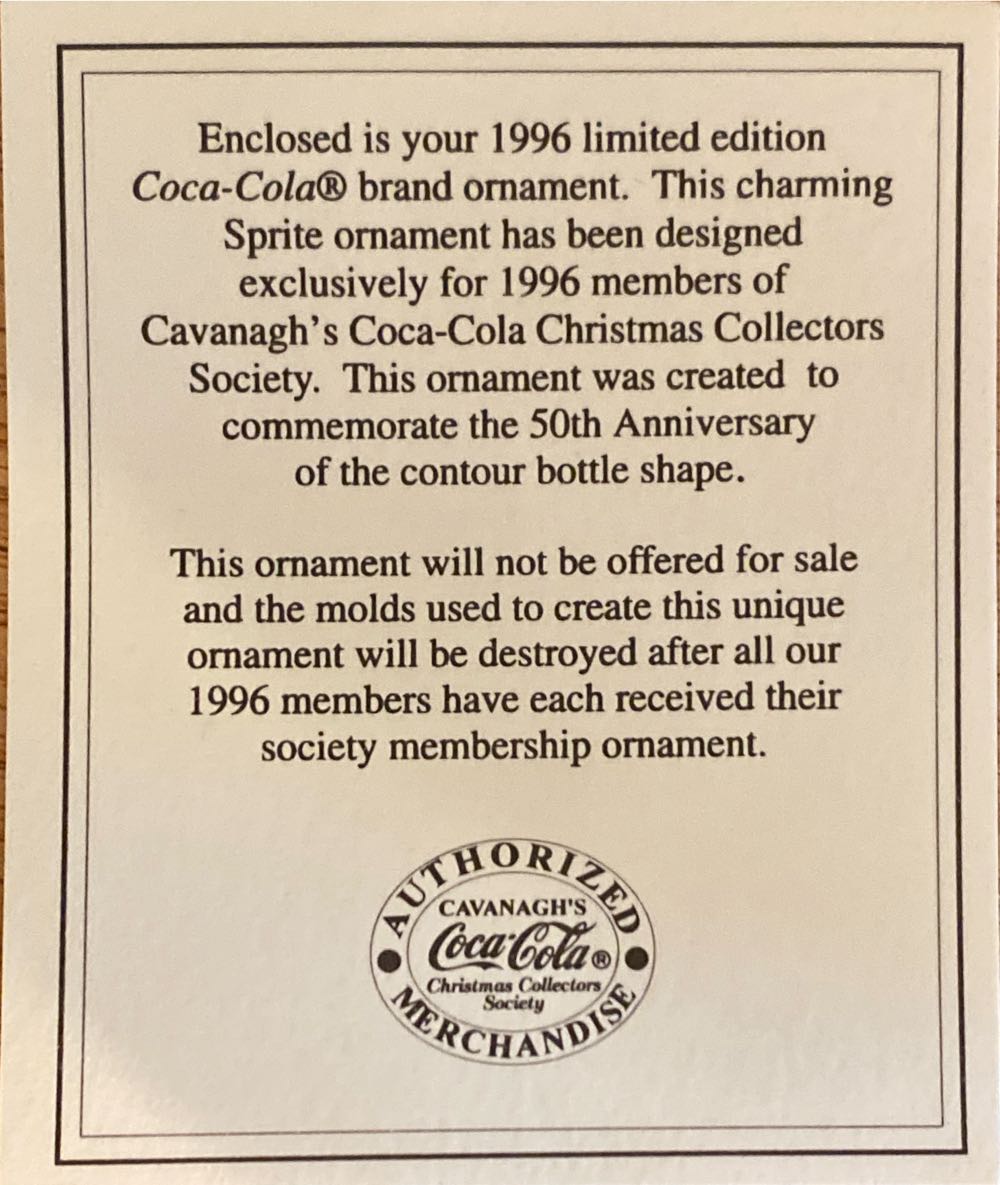 Enclosed is your 1996 limited edition
Coca-Cola® brand ornament.  This charming
Sprite ornament has been designed
exclusively for 1996 members of
Cavanagh's Coca-Cola Christmas Collectors
Society.  This ornament was created  to
commemorate the 50th Anniversary
of the contour bottle shape.
This ornament will not be offered for sale
and the molds used to create this unique
ornament will be destroyed after all our
1996 members have each received their
society membership ornament.
AUTHORIZED
CAVANAGH'S
Coca-Cola®
Christmas Collectors
Society
MERCHANDISE